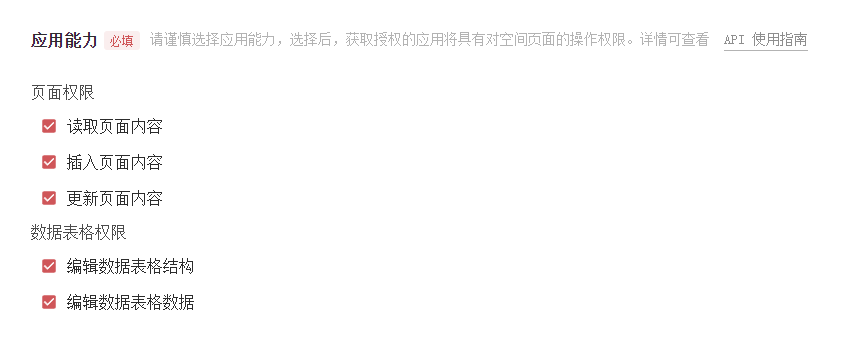 应用能力 必填 请谨慎选择应用能力，选择后，获取授权的应用将具有对空间页面的操作权限。详情可查看 API 使用指南
页面权限
读取页面内容
插入页面内容
更新页面内容
数据表格权限
编辑数据表格结构
编辑数据表格数据